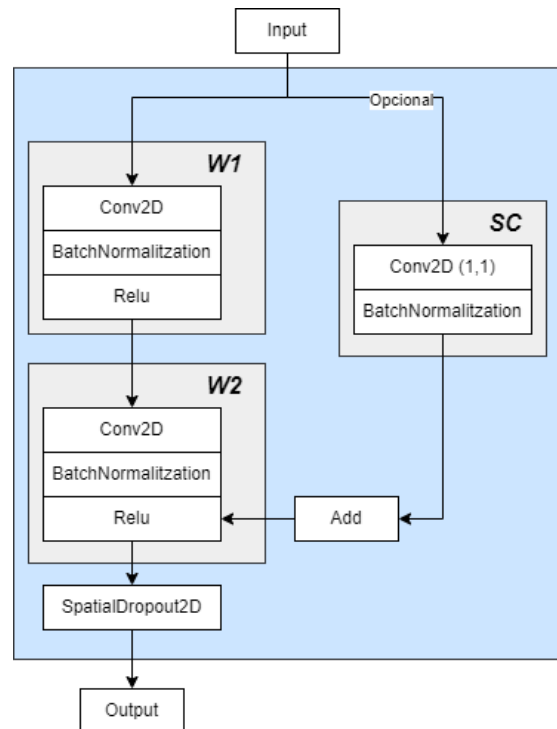 Input
Opcional
W1
Conv2D
BatchNormalitzation
Relu
SC
Conv2D (1,1)
BatchNormalitzation
W2
Conv2D
BatchNormalitzation
Relu
Add
SpatialDropout2D
Output